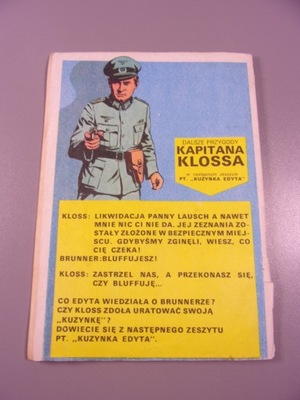 DALSZE PRZYGODY
KAPITANA
KLOSSA
w następnym zeszycie
PT. „KUZYNKA EDYTA”
KLOSS: LIKWIDACJA PANNY LAUSCH A NAWET
MNIE NIC CI NIE DA. JEJ ZEZNANIA ZO-
STAŁY ZŁOŻONE W BEZPIECZNYM MIEJ-
SCU. GDYBYŚMY ZGINĘLI, WIESZ, CO
CIĘ CZEKA!
BRUNNER: BLUFFUJESZ!
KLOSS: ZASTRZEL NAS, A PRZEKONASZ SIĘ,
CZY BLUFFUJĘ...
CO EDYTA WIEDZIAŁA O BRUNNERZE?
CZY KLOSS ZDOŁA URATOWAĆ SWOJĄ
„KUZYNKĘ”?
DOWIECIE SIĘ Z NASTĘPNEGO ZESZYTU
PT. „KUZYNKA EDYTA”.